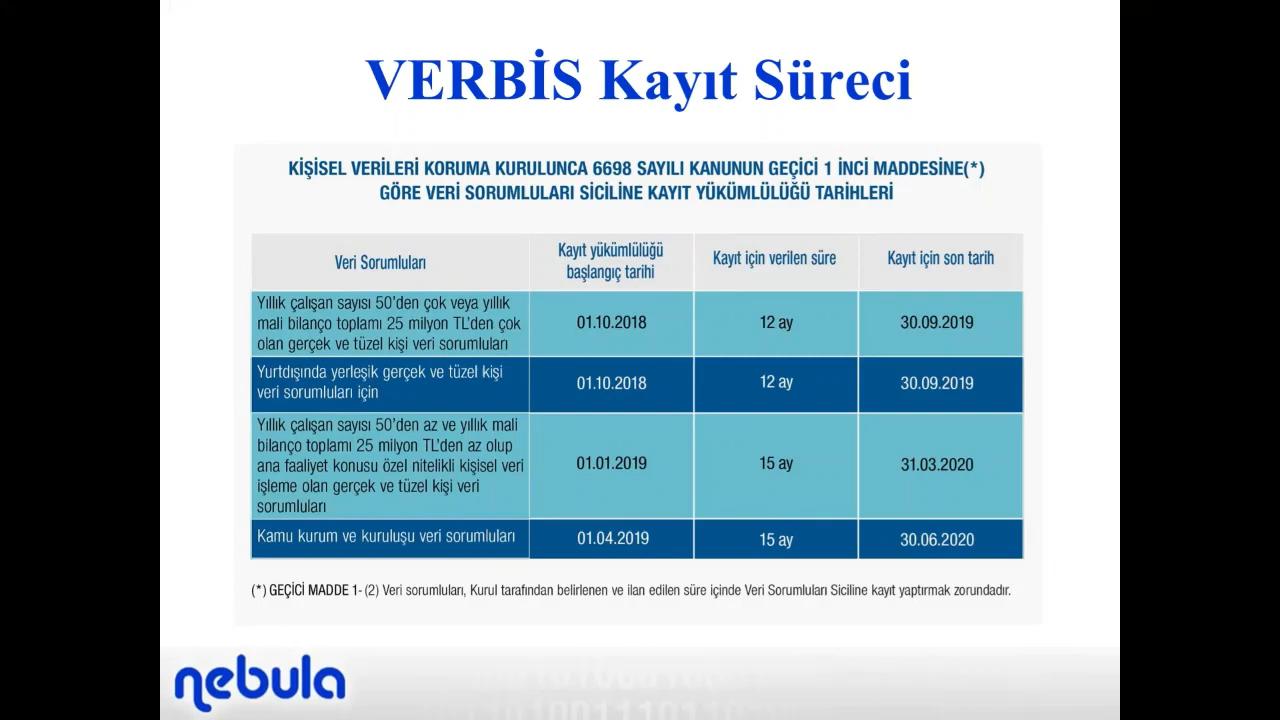 VERBİS Kayıt Süreci
KİŞİSEL VERİLERİ KORUMA KURULUNCA 6698 SAYILI KANUNUN GEÇİCİ 1 İNCİ MADDESİNE(*)
GÖRE VERİ SORUMLULARI SİCİLİNE KAYIT YÜKÜMLÜLÜĞÜ TARİHLERİ
Veri Sorumluları
Kayıt yükümlülüğü
başlangıç tarihi
Kayıt için verilen süre
Kayıt için son tarih
Yıllık çalışan sayısı 50'den çok veya yıllık
mali bilanço toplamı 25 milyon TL'den çok
olan gerçek ve tüzel kişi veri sorumluları
01.10.2018
12 ay
30.09.2019
Yurtdışında yerleşik gerçek ve tüzel kişi
veri sorumluları için
01.10.2018
12 ay
30.09.2019
Yıllık çalışan sayısı 50'den az ve yıllık mali
bilanço toplamı 25 milyon TL'den az olup
ana faaliyet konusu özel nitelikli kişisel veri
işleme olan gerçek ve tüzel kişi veri
sorumluları
01.01.2019
15 ay
31.03.2020
Kamu kurum ve kuruluşu veri sorumluları
01.04.2019
15 ay
30.06.2020
(*) GEÇİCİ MADDE 1- (2) Veri sorumluları, Kurul tarafından belirlenen ve ilan edilen süre içinde Veri Sorumluları Siciline kayıt yaptırmak zorundadır.
nebula